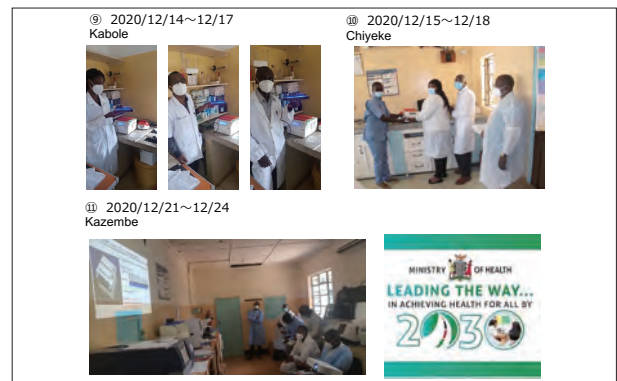 ⑨ 2020/12/14～12/17
Kabole
⑩ 2020/12/15～12/18
Chiyeke
⑪ 2020/12/21～12/24
Kazembe
MINISTRY OF HEALTH
LEADING THE WAY...
IN ACHIEVING HEALTH FOR ALL BY
2030